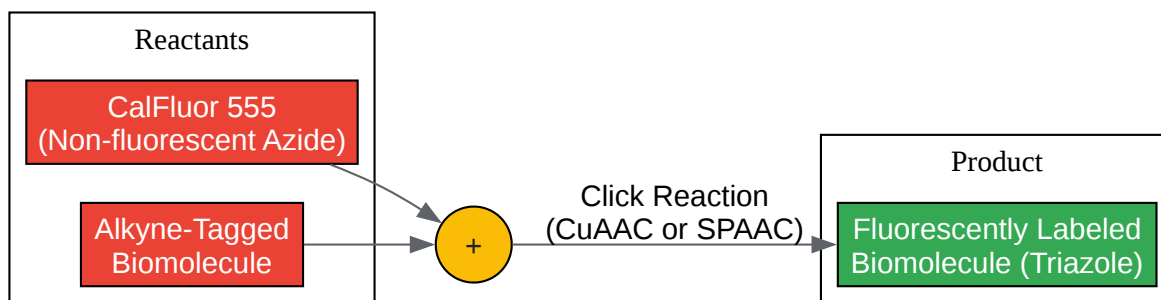 Reactants
CalFluor 555
(Non-fluorescent Azide)
Alkyne-Tagged
Biomolecule
+
Click Reaction
(CuAAC or SPAAC)
Product
Fluorescently Labeled
Biomolecule (Triazole)